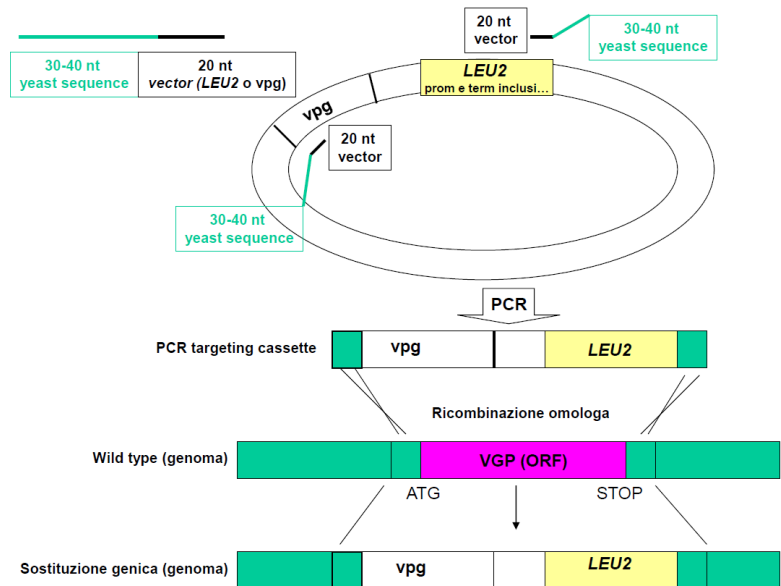 30-40 nt
yeast sequence
20 nt
vector (LEU2 o vpg)
20 nt
vector
30-40 nt
yeast sequence
LEU2
prom e term inclusi...
vpg
20 nt
vector
30-40 nt
yeast sequence
PCR
PCR targeting cassette
vpg
LEU2
Ricombinazione omologa
Wild type (genoma)
VGP (ORF)
ATG
STOP
Sostituzione genica (genoma)
vpg
LEU2